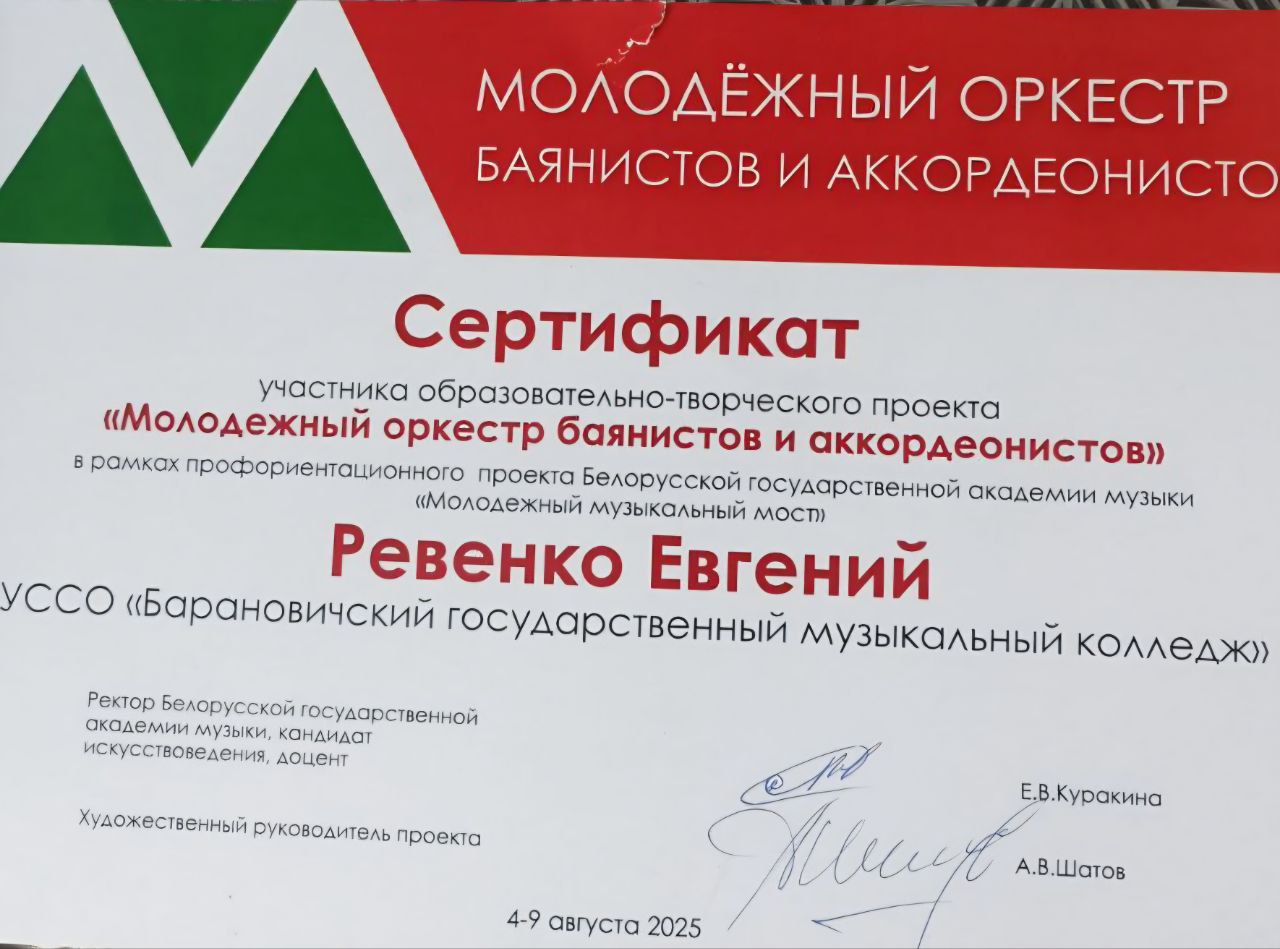 МОЛОДЁЖНЫЙ ОРКЕСТР
БАЯНИСТОВ И АККОРДЕОНИСТО
Сертификат
участника образовательно-творческого проекта
«Молодежный оркестр баянистов и аккордеонистов»
в рамках профориентационного проекта Белорусской государственной академии музыки
«Молодежный музыкальный мост»
Ревенко Евгений
УССО «Барановичский государственный музыкальный колледж»
Ректор Белорусской государственной
академии музыки, кандидат
искусствоведения, доцент
Е.В.Куракина
Художественный руководитель проекта
А.В.Шатов
4-9 августа 2025